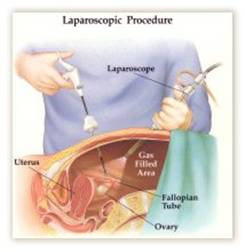 Laparoscopic Procedure
Laparoscope
Uterus
Gas
Filled
Area
Fallopian
Tube
Ovary